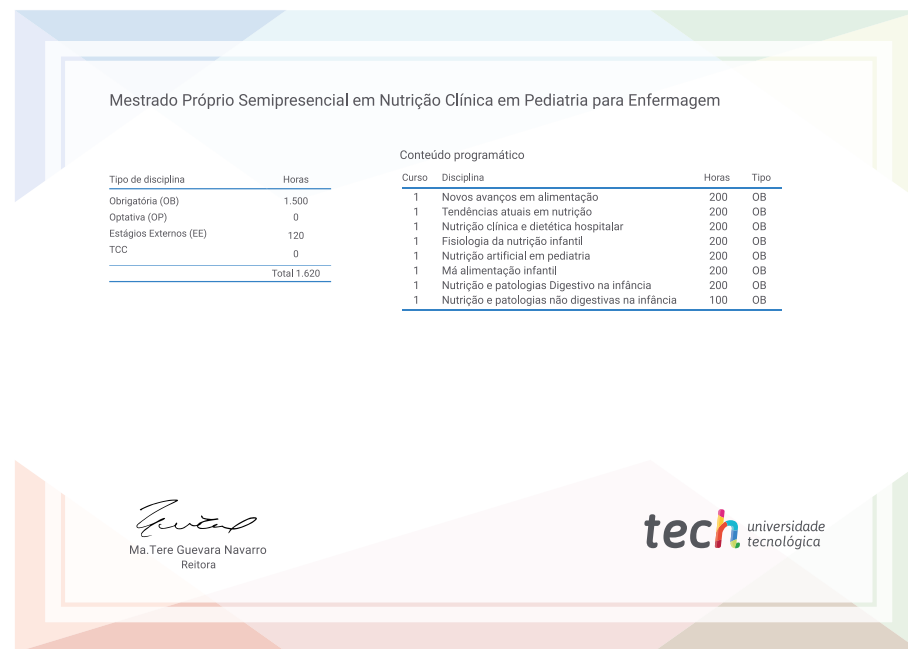 Mestrado Próprio Semipresencial em Nutrição Clínica em Pediatria para Enfermagem
Tipo de disciplina Horas
Obrigatória (OB) 1.500
Optativa (OP) 0
Estágios Externos (EE) 120
TCC 0
Total 1.620
Conteúdo programático
Curso Disciplina Horas Tipo
1 Novos avanços em alimentação 200 OB
1 Tendências atuais em nutrição 200 OB
1 Nutrição clínica e dietética hospitalar 200 OB
1 Fisiologia da nutrição infantil 200 OB
1 Nutrição artificial em pediatria 200 OB
1 Má alimentação infantil 200 OB
1 Nutrição e patologias Digestivo na infância 200 OB
1 Nutrição e patologias não digestivas na infância 100 OB
Ma.Tere Guevara Navarro
Reitora
tech universidade
tecnológica